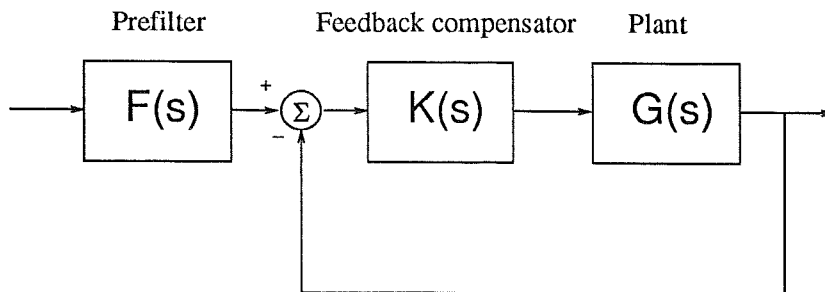 Prefilter Feedback compensator Plant
F(s) + Σ − K(s) G(s)